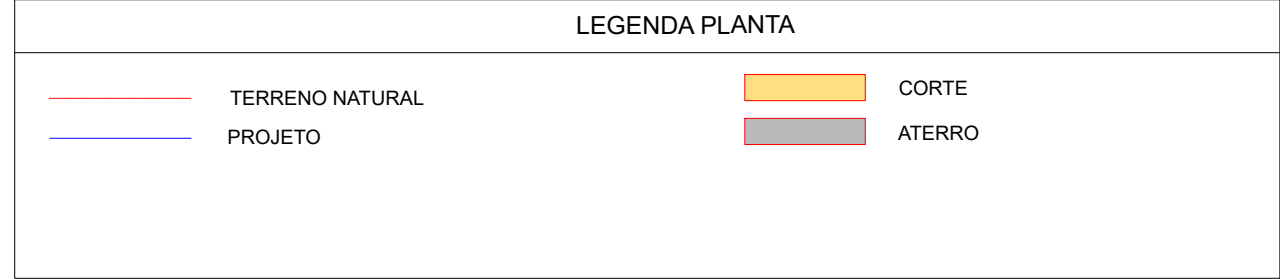 LEGENDA PLANTA
TERRENO NATURAL
PROJETO
CORTE
ATERRO